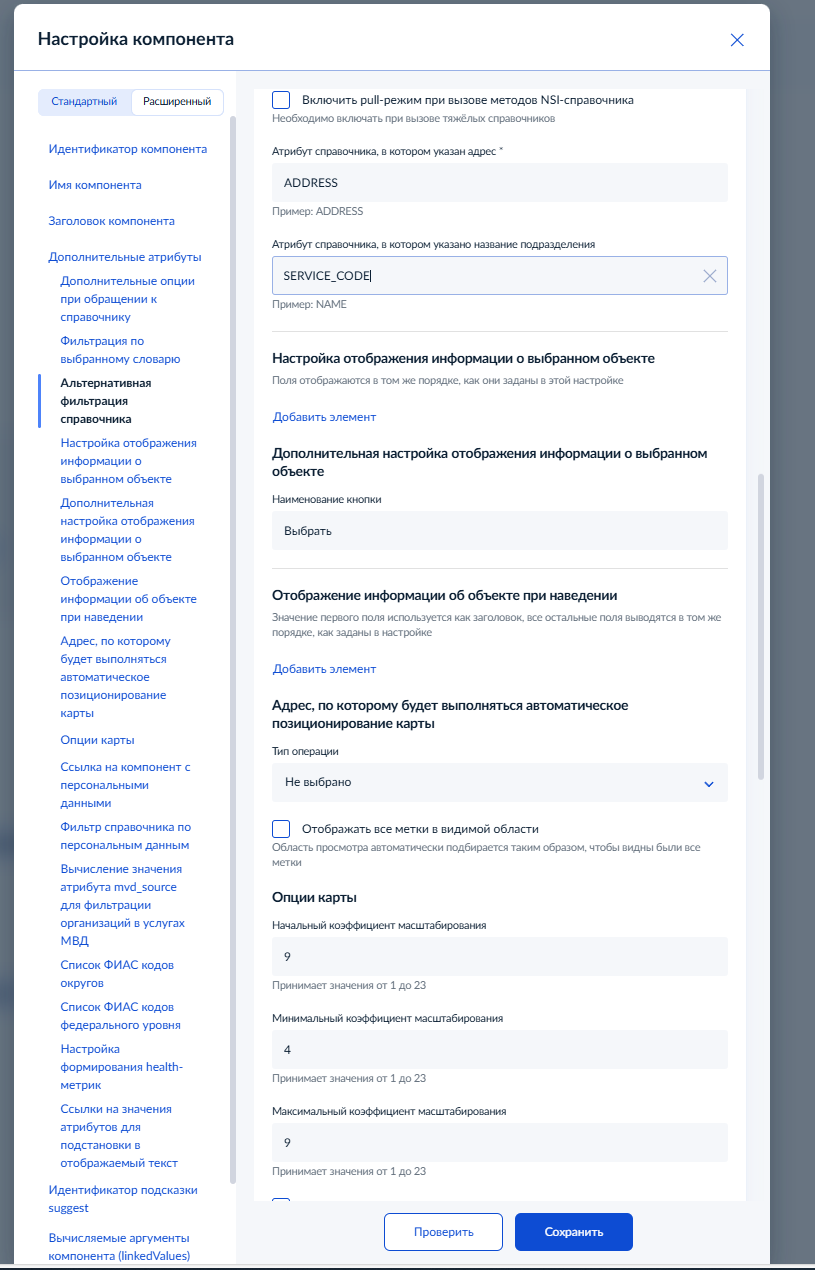 Настройка компонента
Стандартный
Расширенный
Идентификатор компонента
Имя компонента
Заголовок компонента
Дополнительные атрибуты
Дополнительные опции
при обращении к
справочнику
Фильтрация по
выбранному словарю
Альтернативная
фильтрация
справочника
Настройка отображения
информации о
выбранном объекте
Дополнительная
настройка отображения
информации о
выбранном объекте
Отображение
информации об объекте
при наведении
Адрес, по которому
будет выполняться
автоматическое
позиционирование
карты
Опции карты
Ссылка на компонент с
персональными
данными
Фильтр справочника по
персональным данным
Вычисление значения
атрибута mvd_source
для фильтрации
организаций в услугах
МВД
Список ФИАС кодов
округов
Список ФИАС кодов
федерального уровня
Настройка
формирования health-
метрик
Ссылки на значения
атрибутов для
подстановки в
отображаемый текст
Идентификатор подсказки
suggest
Вычисляемые аргументы
компонента (linkedValues)
Включить pull-режим при вызове методов NSI-справочника
Необходимо включать при вызове тяжёлых справочников
Атрибут справочника, в котором указан адрес *
ADDRESS
Пример: ADDRESS
Атрибут справочника, в котором указано название подразделения
SERVICE_CODE
Пример: NAME
Настройка отображения информации о выбранном объекте
Поля отображаются в том же порядке, как они заданы в этой настройке
Добавить элемент
Дополнительная настройка отображения информации о выбранном
объекте
Наименование кнопки
Выбрать
Отображение информации об объекте при наведении
Значение первого поля используется как заголовок, все остальные поля выводятся в том же
порядке, как заданы в настройке
Добавить элемент
Адрес, по которому будет выполняться автоматическое
позиционирование карты
Тип операции
Не выбрано
Отображать все метки в видимой области
Область просмотра автоматически подбирается таким образом, чтобы видны были все
метки
Опции карты
Начальный коэффициент масштабирования
9
Принимает значения от 1 до 23
Минимальный коэффициент масштабирования
4
Принимает значения от 1 до 23
Максимальный коэффициент масштабирования
9
Принимает значения от 1 до 23
Проверить
Сохранить